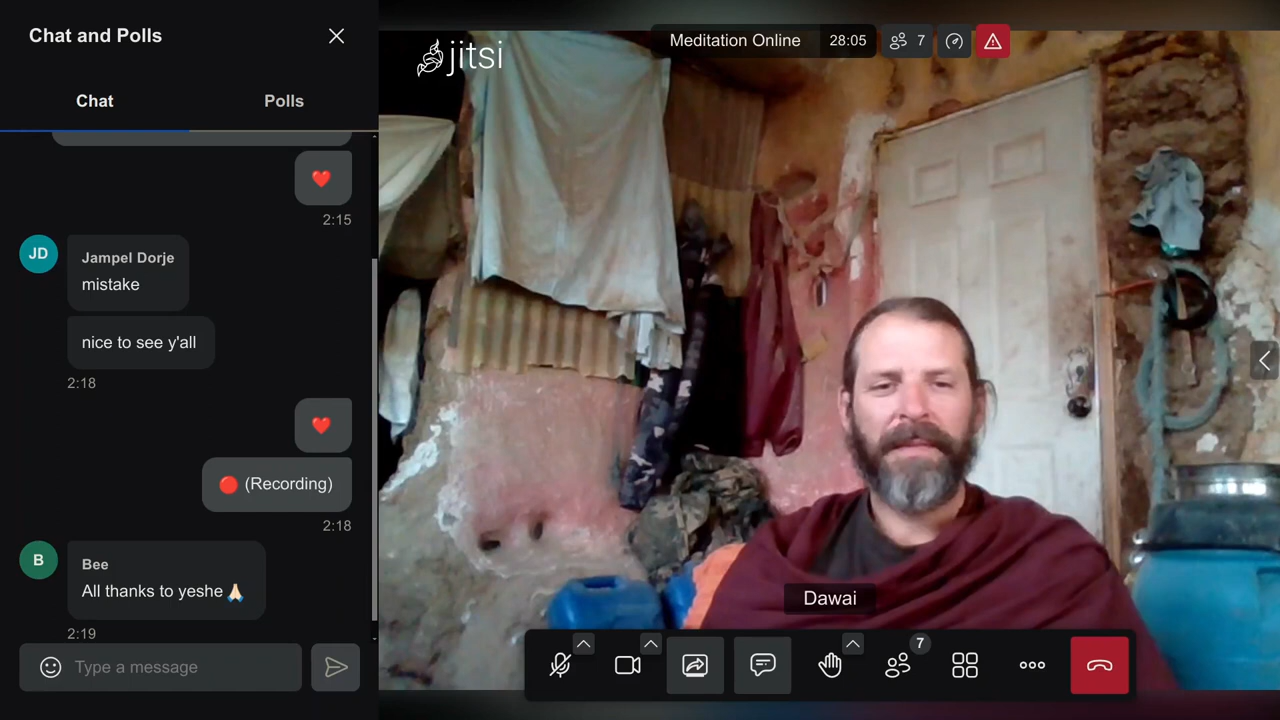 Chat and Polls
Chat
Polls
❤️
2:15
JD
Jampel Dorje
mistake
nice to see y'all
2:18
❤️
🔴 (Recording)
2:18
B
Bee
All thanks to yeshe🙏🏻
2:19
Type a message
jitsi
Meditation Online
28:05
7
Dawai
7